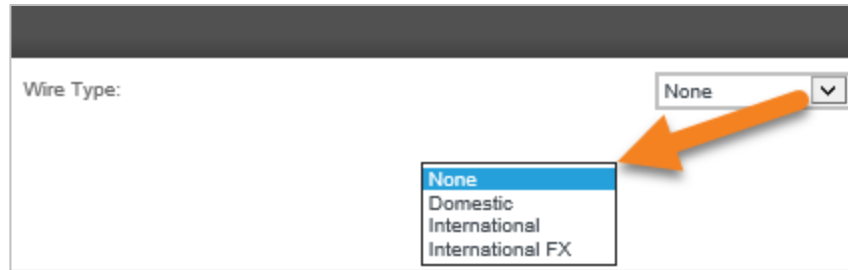 Wire Type:
None
None
Domestic
International
International FX